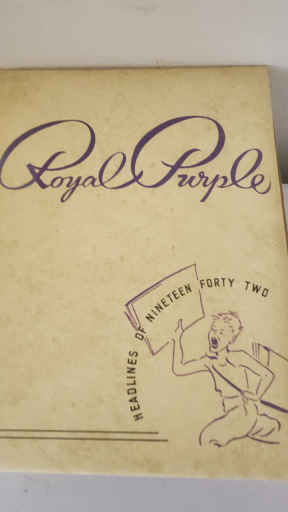 Royal Purple
HEADLINES OF NINETEEN FORTY TWO